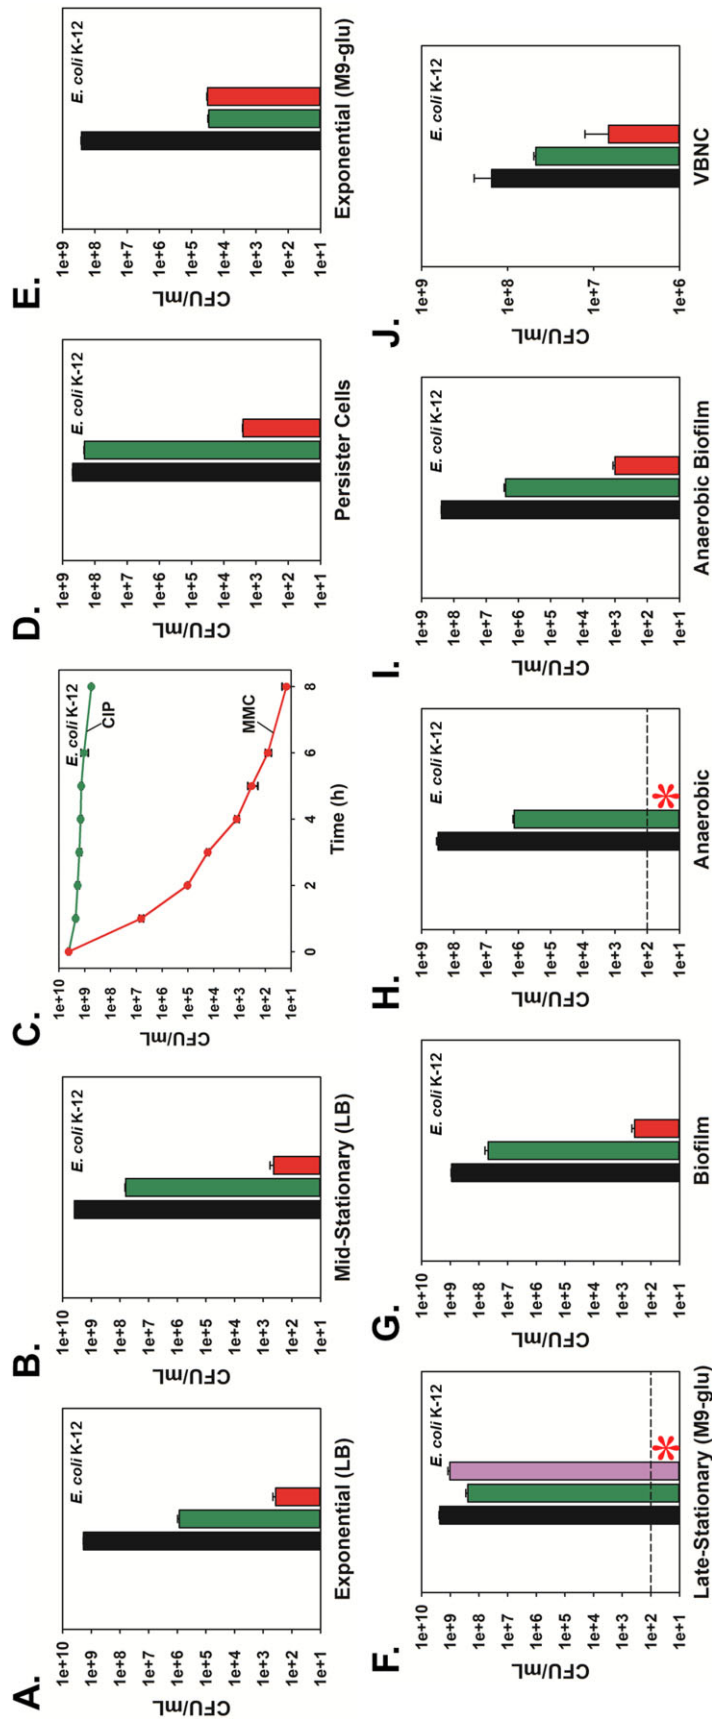 A.
1e+10
1e+9
1e+8
1e+7
1e+6
1e+5
1e+4
1e+3
1e+2
1e+1
CFU/mL
E. coli K-12
Exponential (LB)
B.
1e+10
1e+9
1e+8
1e+7
1e+6
1e+5
1e+4
1e+3
1e+2
1e+1
CFU/mL
E. coli K-12
Mid-Stationary (LB)
C.
1e+10
1e+9
1e+8
1e+7
1e+6
1e+5
1e+4
1e+3
1e+2
1e+1
CFU/mL
E. coli K-12
CIP
MMC
0 2 4 6 8
Time (h)
D.
1e+9
1e+8
1e+7
1e+6
1e+5
1e+4
1e+3
1e+2
1e+1
CFU/mL
E. coli K-12
Persister Cells
E.
1e+9
1e+8
1e+7
1e+6
1e+5
1e+4
1e+3
1e+2
1e+1
CFU/mL
E. coli K-12
Exponential (M9-glu)
F.
1e+10
1e+9
1e+8
1e+7
1e+6
1e+5
1e+4
1e+3
1e+2
1e+1
CFU/mL
E. coli K-12
*
Late-Stationary (M9-glu)
G.
1e+10
1e+9
1e+8
1e+7
1e+6
1e+5
1e+4
1e+3
1e+2
1e+1
CFU/mL
E. coli K-12
Biofilm
H.
1e+9
1e+8
1e+7
1e+6
1e+5
1e+4
1e+3
1e+2
1e+1
CFU/mL
E. coli K-12
*
Anaerobic
I.
1e+9
1e+8
1e+7
1e+6
1e+5
1e+4
1e+3
1e+2
1e+1
CFU/mL
E. coli K-12
Anaerobic Biofilm
J.
1e+9
1e+8
1e+7
1e+6
CFU/mL
E. coli K-12
VBNC